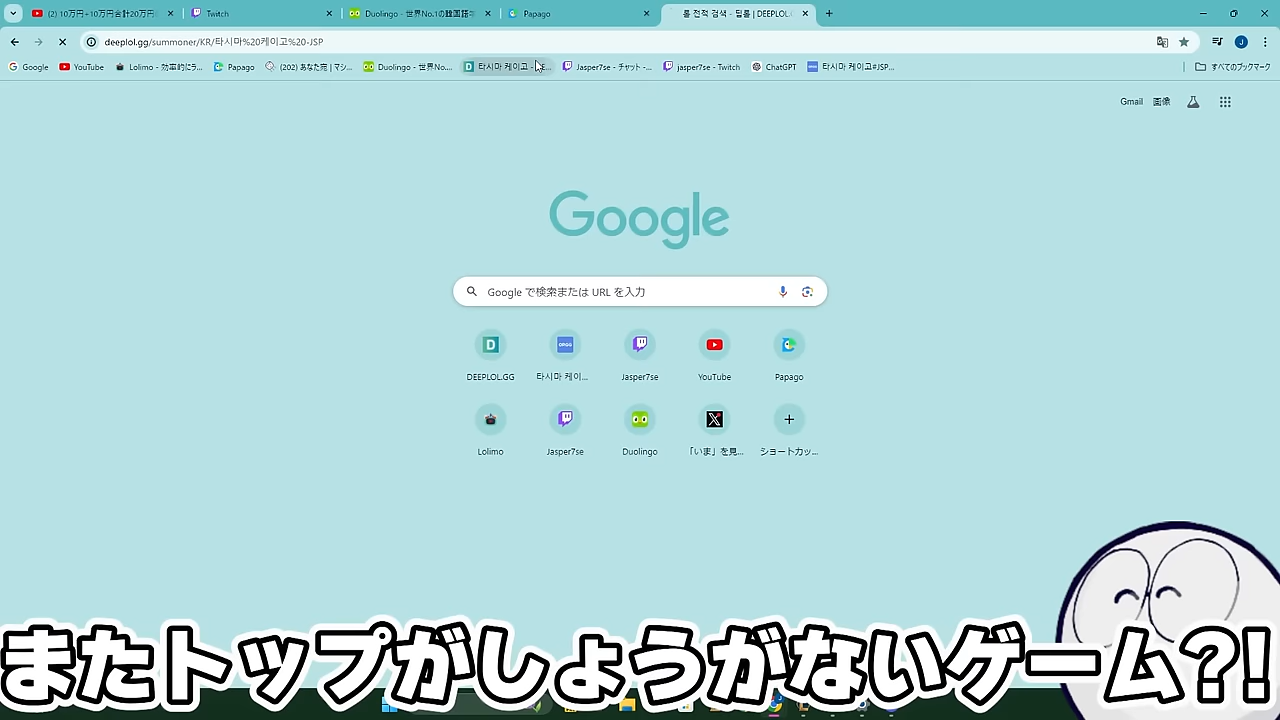 (2) 10万円+10万円合計20万円
Twitch
Duolingo - 世界No.1の韓国語
Papago
롤 전적 검색 - 딥롤 | DEEPLOL.G
deeplol.gg/summoner/KR/타시마%20케이고%20-JSP
Google
YouTube
Lolimo - 効率的にラ...
Papago
(202) あなた宛 | マシ...
Duolingo - 世界No....
타시마 케이고 -
Jasper7se - チャット -...
jasper7se - Twitch
ChatGPT
타시마 케이고#JSP...
すべてのブックマーク
Gmail 画像
Google
Google で検索または URL を入力
D OP.GG
DEEPLOL.GG 타시마 케이... Jasper7se YouTube Papago
Lolimo Jasper7se Duolingo 「いま」を見... ショートカッ...
またトップがしょうがないゲーム?!